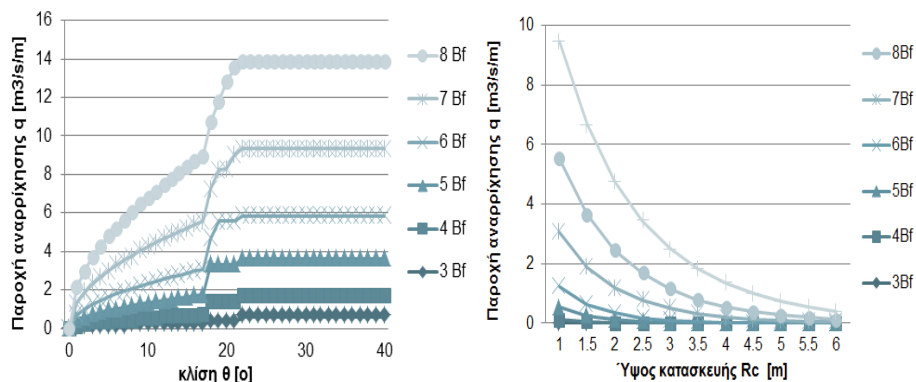 Παροχή αναρρίχησης q [m3/s/m]
16
14
12
10
8
6
4
2
0
0 10 20 30 40
κλίση θ [ο]
8 Bf
7 Bf
6 Bf
5 Bf
4 Bf
3 Bf
Παροχή αναρρίχησης q [m3/s/m]
10
8
6
4
2
0
1 1.5 2 2.5 3 3.5 4 4.5 5 5.5 6
Ύψος κατασκευής Rc [m]
8Bf
7Bf
6Bf
5Bf
4Bf
3Bf